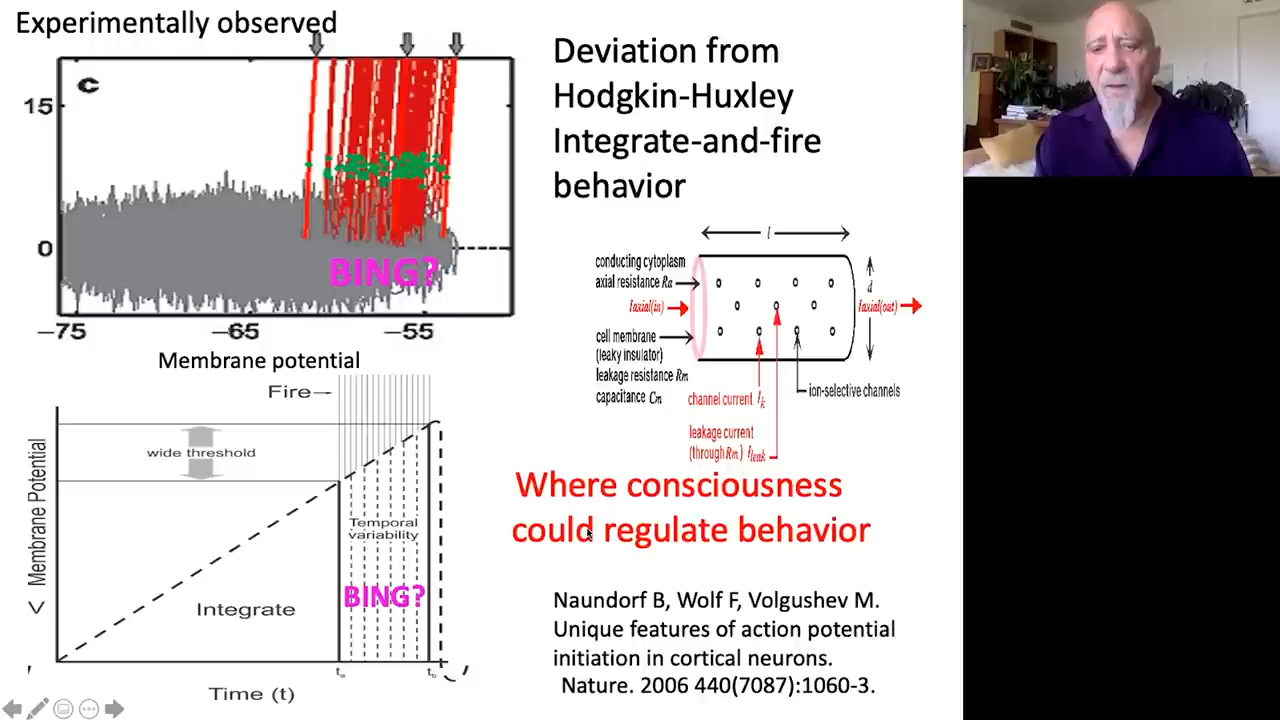 Experimentally observed
c
15
0
BING?
−75
−65
−55
Membrane potential
Fire→
wide threshold
< Membrane Potential
Temporal
variability
BING?
Integrate
ta
tb
Time (t)
Deviation from
Hodgkin-Huxley
Integrate-and-fire
behavior
l
conducting cytoplasm
axial resistance Ra
Iaxial(in)
d
Iaxial(out)
cell membrane
(leaky insulator)
leakage resistance Rm
capacitance Cm
channel current Ik
ion-selective channels
leakage current
(through Rm) Ileak
Where consciousness
could regulate behavior
Naundorf B, Wolf F, Volgushev M.
Unique features of action potential
initiation in cortical neurons.
Nature. 2006 440(7087):1060-3.